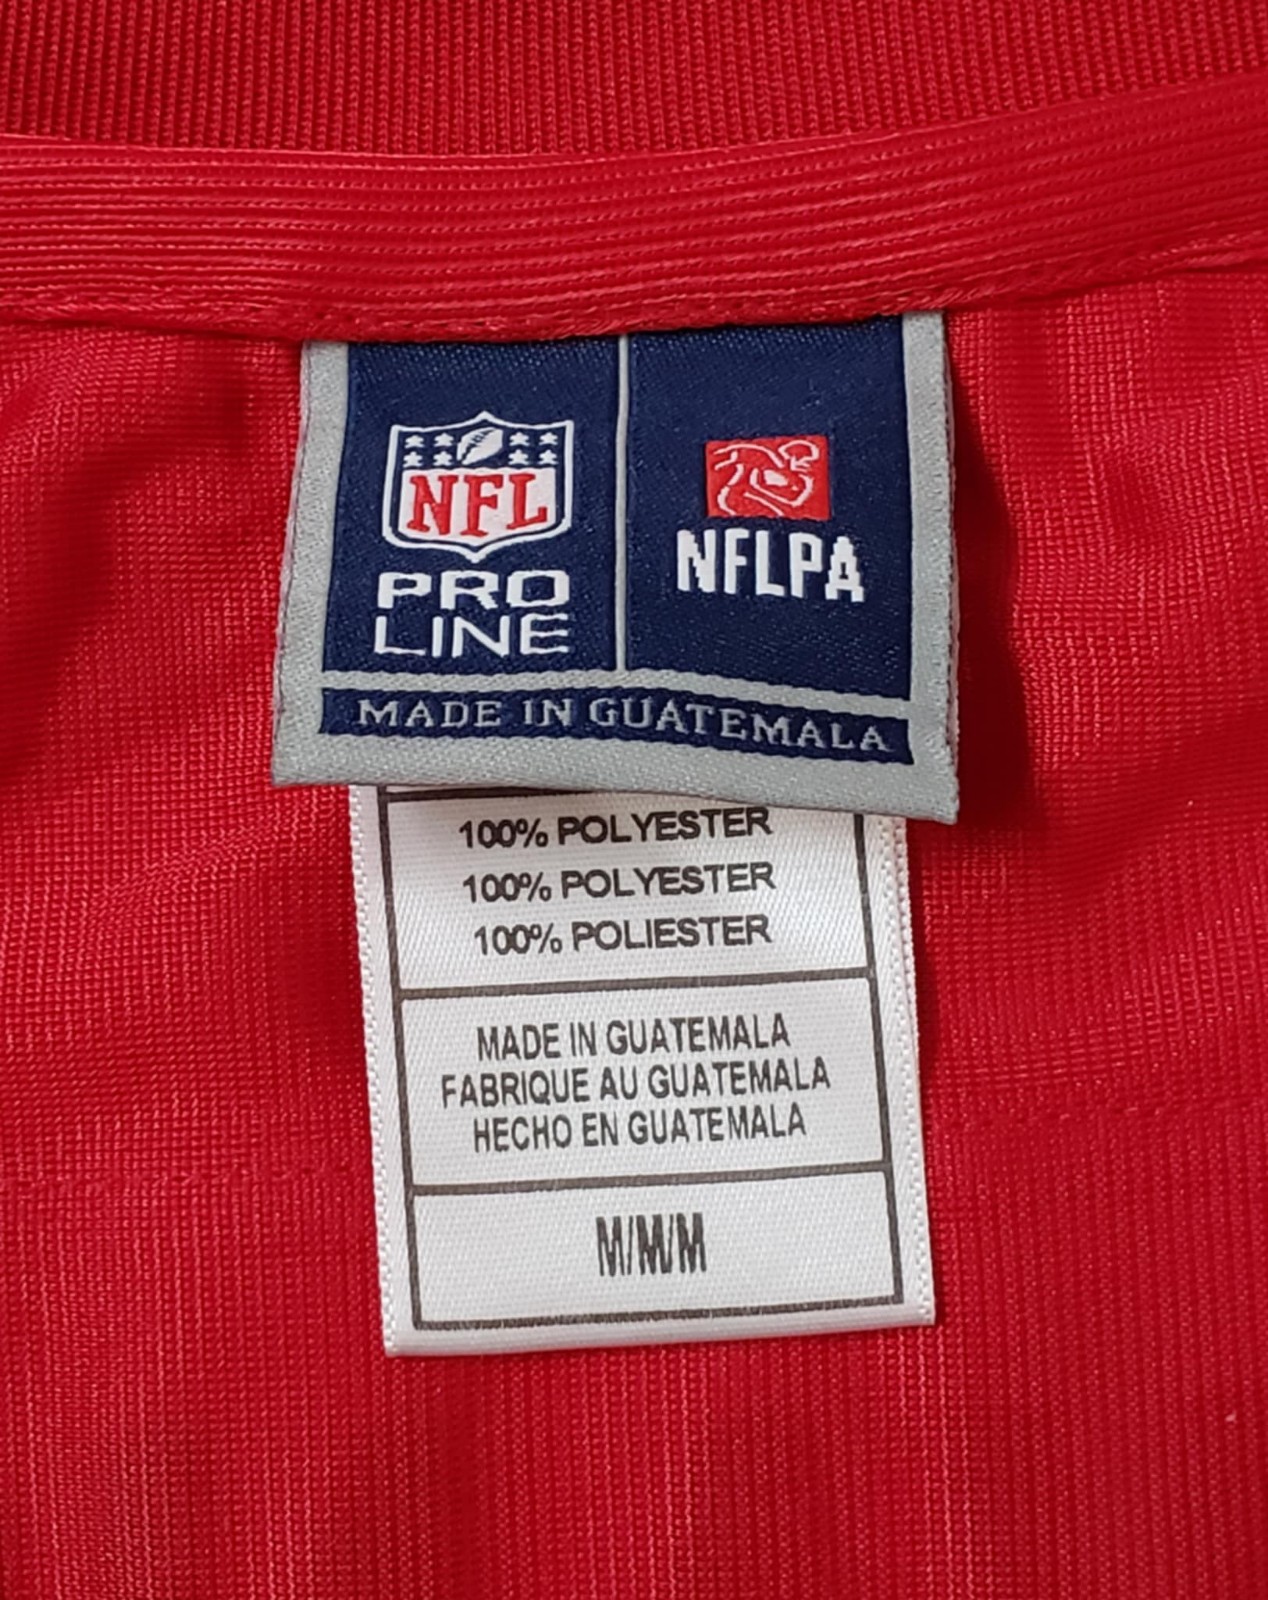 NFL
PRO
LINE
NFLPA
MADE IN GUATEMALA
100% POLYESTER
100% POLYESTER
100% POLIESTER
MADE IN GUATEMALA
FABRIQUE AU GUATEMALA
HECHO EN GUATEMALA
M/M/M